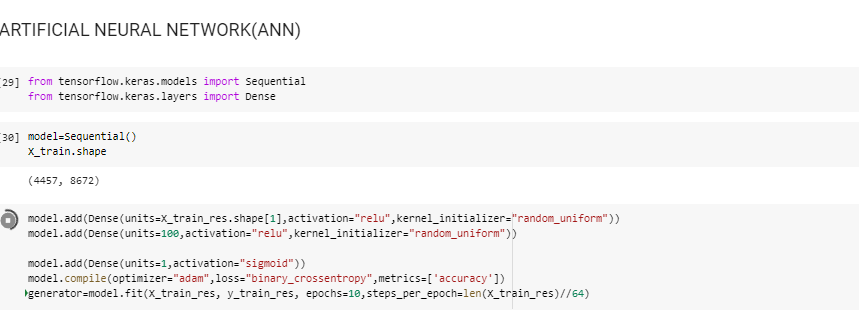 ARTIFICIAL NEURAL NETWORK(ANN)
[29] from tensorflow.keras.models import Sequential
from tensorflow.keras.layers import Dense
[30] model=Sequential()
X_train.shape
(4457, 8672)
model.add(Dense(units=X_train_res.shape[1],activation="relu",kernel_initializer="random_uniform"))
model.add(Dense(units=100,activation="relu",kernel_initializer="random_uniform"))
model.add(Dense(units=1,activation="sigmoid"))
model.compile(optimizer="adam",loss="binary_crossentropy",metrics=['accuracy'])
generator=model.fit(X_train_res, y_train_res, epochs=10,steps_per_epoch=len(X_train_res)//64)